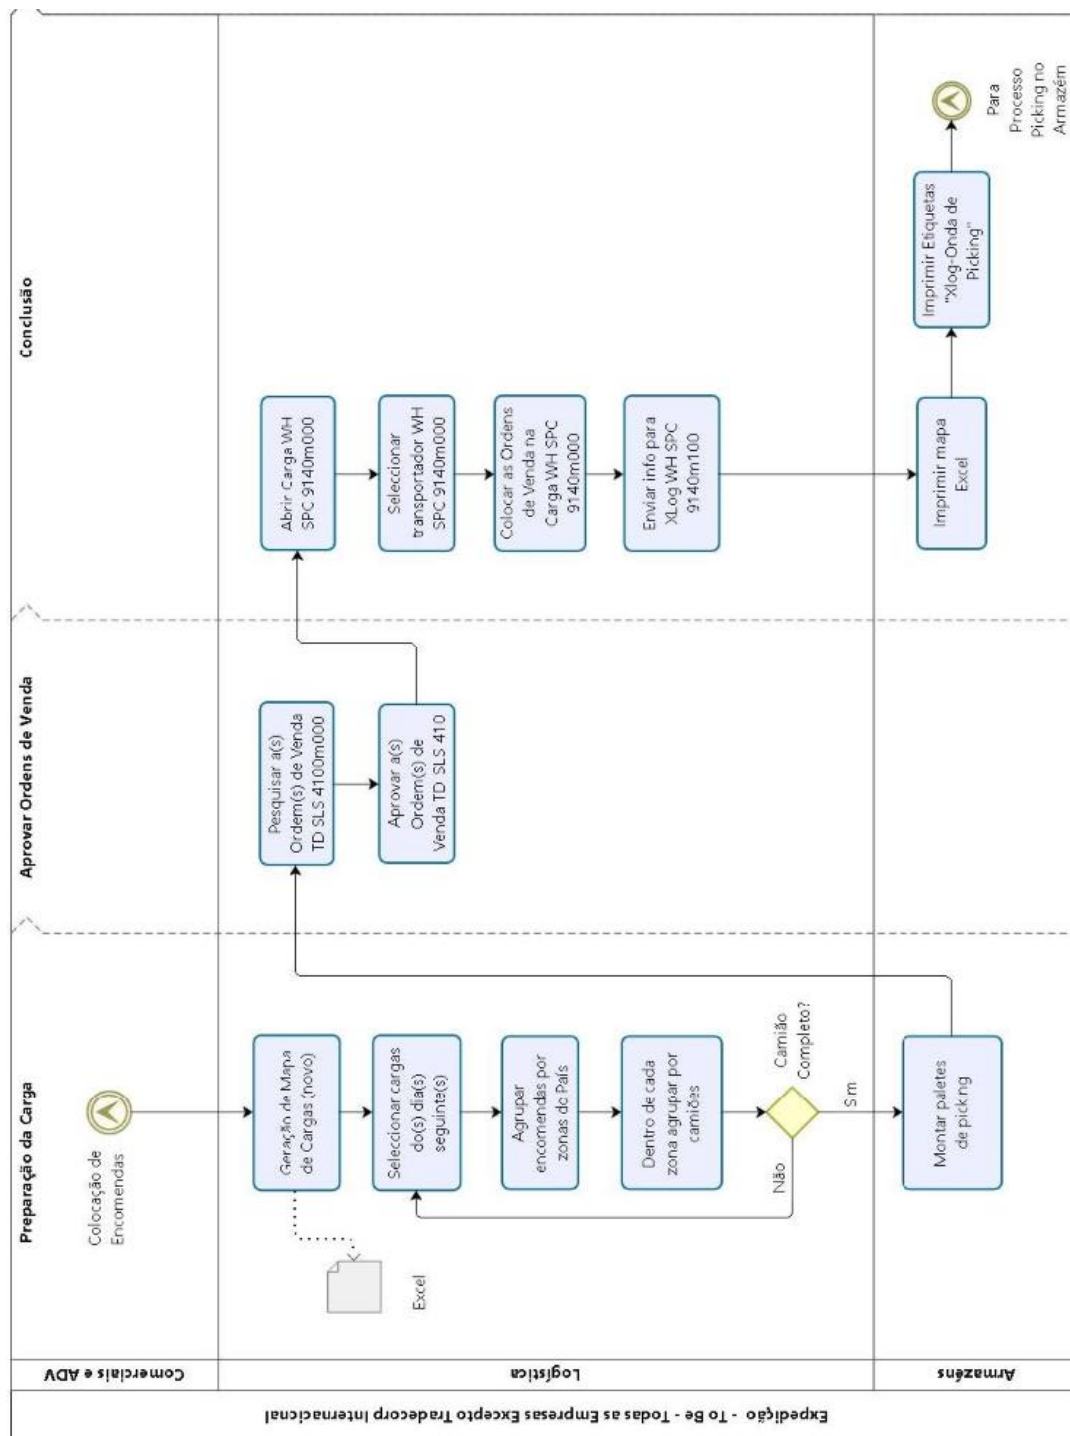 Expedição - To Be - Todas as Empresas Excepto Tradecorp Internacional
Comerciais e ADV
Logística
Armazéns
Preparação da Carga
Aprovar Ordens de Venda
Conclusão
Colocação de
Encomendas
Geração de Mapa
de Cargas (novo)
Excel
Seleccionar cargas
do(s) dia(s)
seguinte(s)
Agrupar
encomendas por
zonas do País
Dentro de cada
zona agrupar por
camiões
Camião
Completo?
Não
Sim
Montar paletes
de picking
Pesquisar a(s)
Ordem(s) de Venda
TD SLS 4100m000
Aprovar a(s)
Ordem(s) de
Venda TD SLS 410
Abrir Carga WH
SPC 9140m000
Seleccionar
transportador WH
SPC 9140m000
Colocar as Ordens
de Venda na
Carga WH SPC
9140m000
Enviar info para
XLog WH SPC
9140m100
Imprimir mapa
Excel
Imprimir Etiquetas
"Xlog-Onda de
Picking"
Para
Processo
Picking no
Armazém